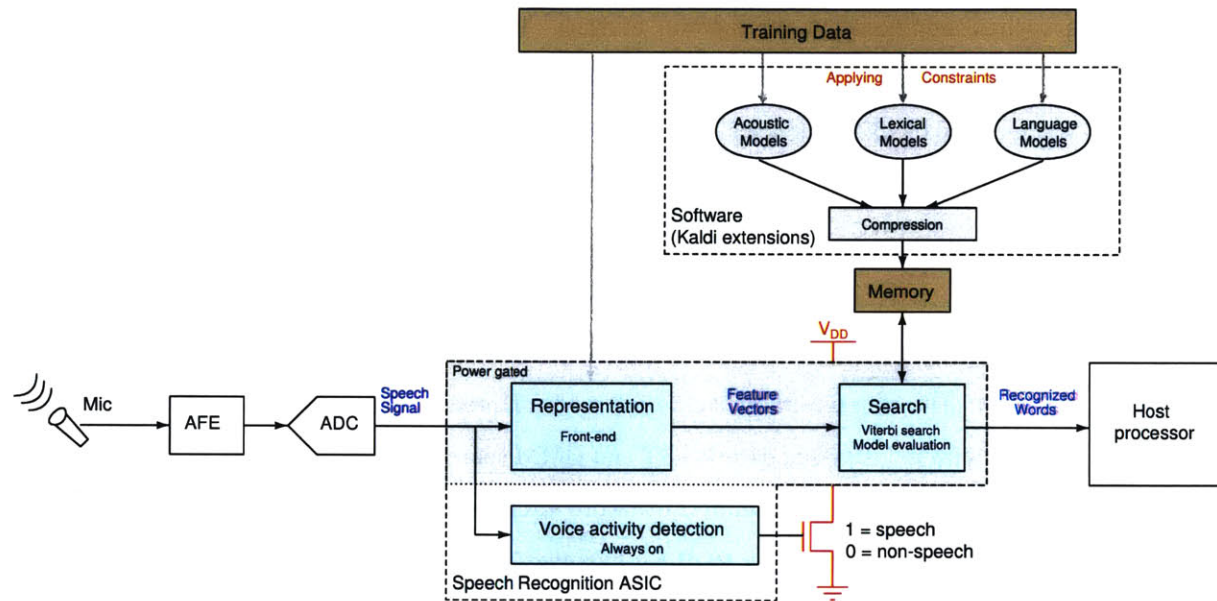 Training Data
Applying Constraints
Acoustic
Models
Lexical
Models
Language
Models
Compression
Software
(Kaldi extensions)
Memory
VDD
Power gated
Mic
AFE
ADC
Speech
Signal
Representation
Front-end
Feature
Vectors
Search
Viterbi search
Model evaluation
Recognized
Words
Host
processor
Voice activity detection
Always on
1 = speech
0 = non-speech
Speech Recognition ASIC